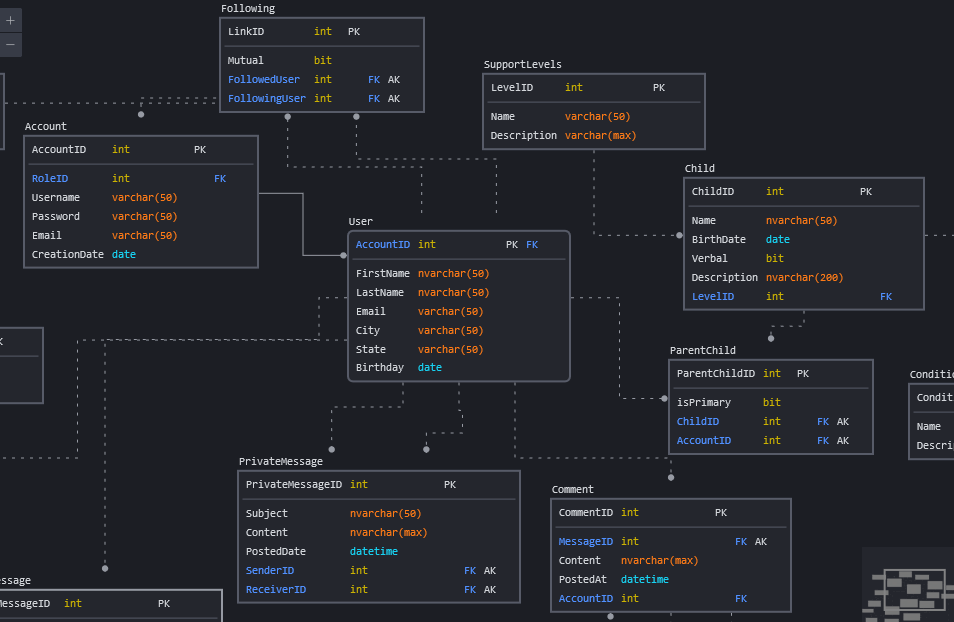 Following
LinkID int PK
Mutual bit
FollowedUser int FK AK
FollowingUser int FK AK
SupportLevels
LevelID int PK
Name varchar(50)
Description varchar(max)
Account
AccountID int PK
RoleID int FK
Username varchar(50)
Password varchar(50)
Email varchar(50)
CreationDate date
Child
ChildID int PK
Name nvarchar(50)
BirthDate date
Verbal bit
Description nvarchar(200)
LevelID int FK
User
AccountID int PK FK
FirstName nvarchar(50)
LastName nvarchar(50)
Email varchar(50)
City varchar(50)
State varchar(50)
Birthday date
ParentChild
ParentChildID int PK
isPrimary bit
ChildID int FK AK
AccountID int FK AK
Conditio
Condit
Name
Descri
PrivateMessage
PrivateMessageID int PK
Subject nvarchar(50)
Content nvarchar(max)
PostedDate datetime
SenderID int FK AK
ReceiverID int FK AK
Comment
CommentID int PK
MessageID int FK AK
Content nvarchar(max)
PostedAt datetime
AccountID int FK
essage
MessageID int PK